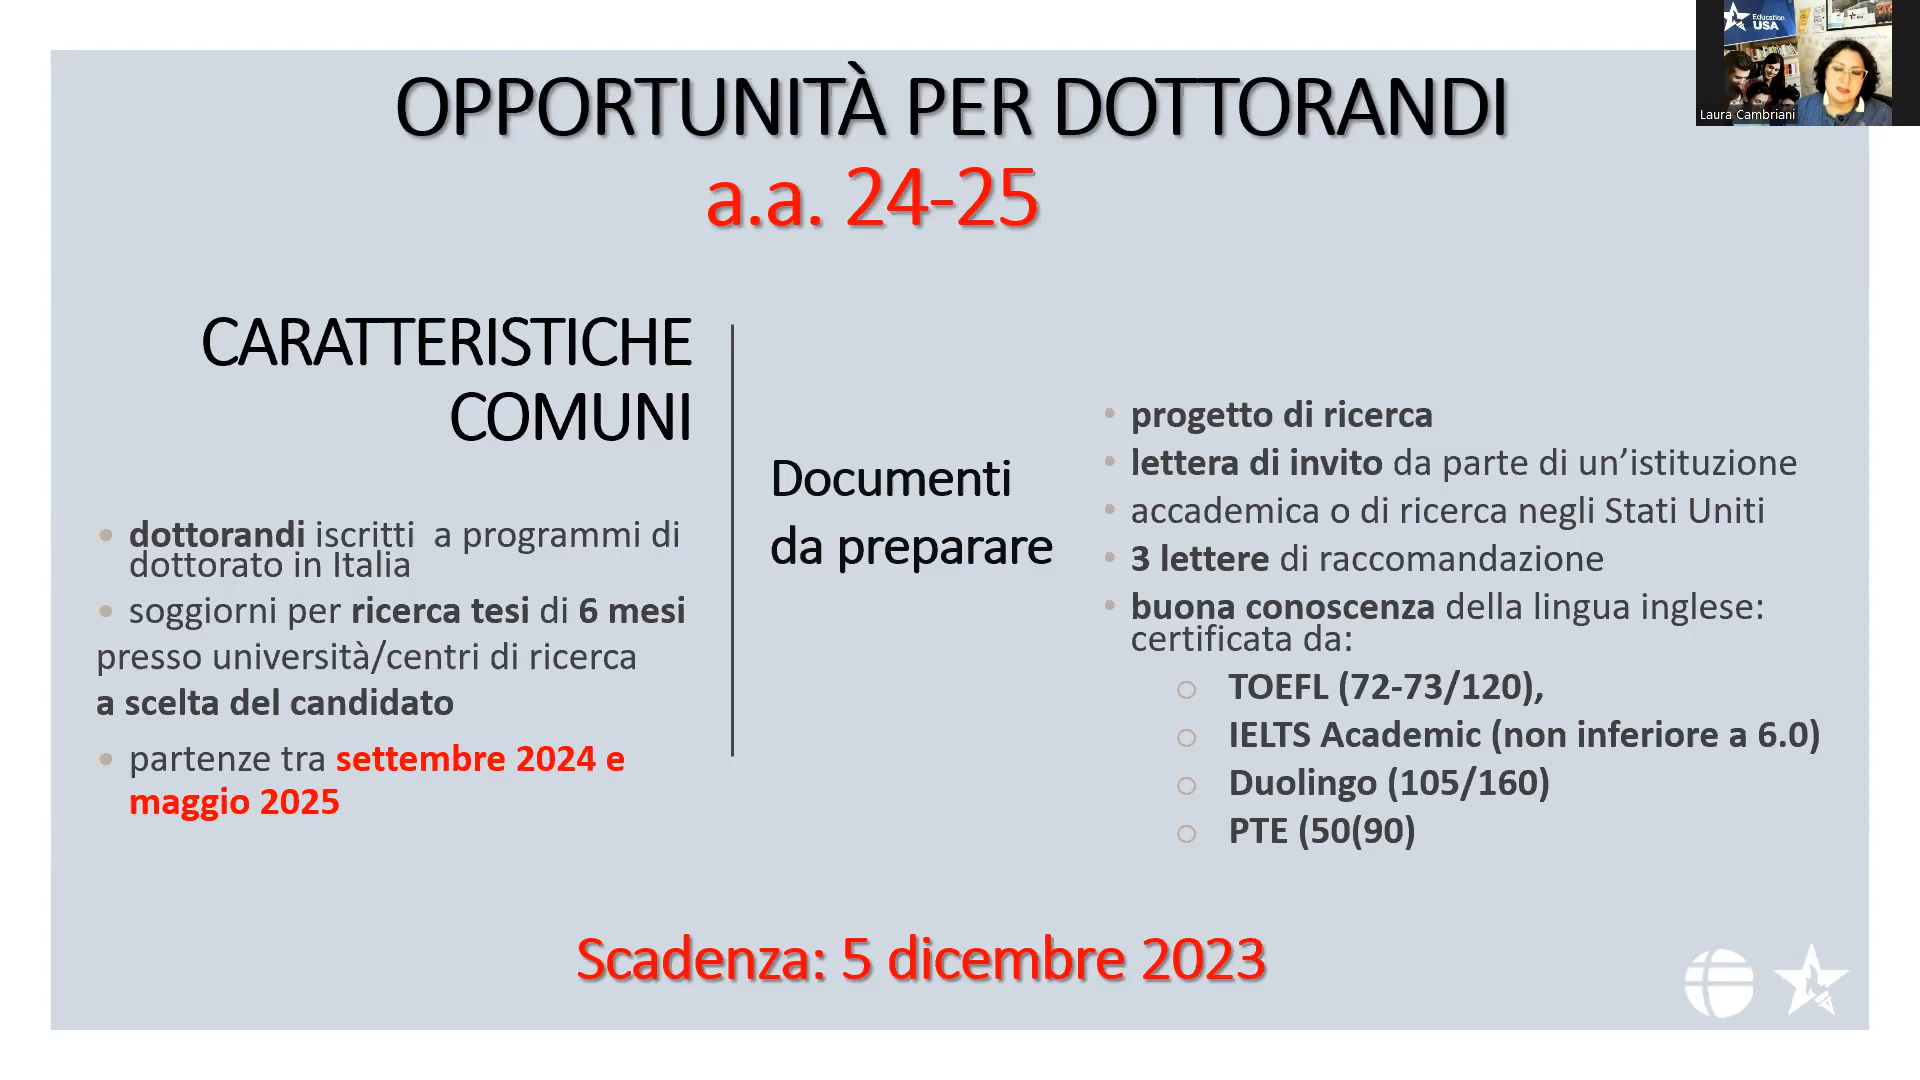 OPPORTUNITÀ PER DOTTORANDI
a.a. 24-25
Education
USA
Laura Cambriani
CARATTERISTICHE
COMUNI
• dottorandi iscritti a programmi di
dottorato in Italia
• soggiorni per ricerca tesi di 6 mesi
presso università/centri di ricerca
a scelta del candidato
• partenze tra settembre 2024 e
maggio 2025
Documenti
da preparare
• progetto di ricerca
• lettera di invito da parte di un’istituzione
• accademica o di ricerca negli Stati Uniti
• 3 lettere di raccomandazione
• buona conoscenza della lingua inglese:
certificata da:
○ TOEFL (72-73/120),
○ IELTS Academic (non inferiore a 6.0)
○ Duolingo (105/160)
○ PTE (50(90)
Scadenza: 5 dicembre 2023